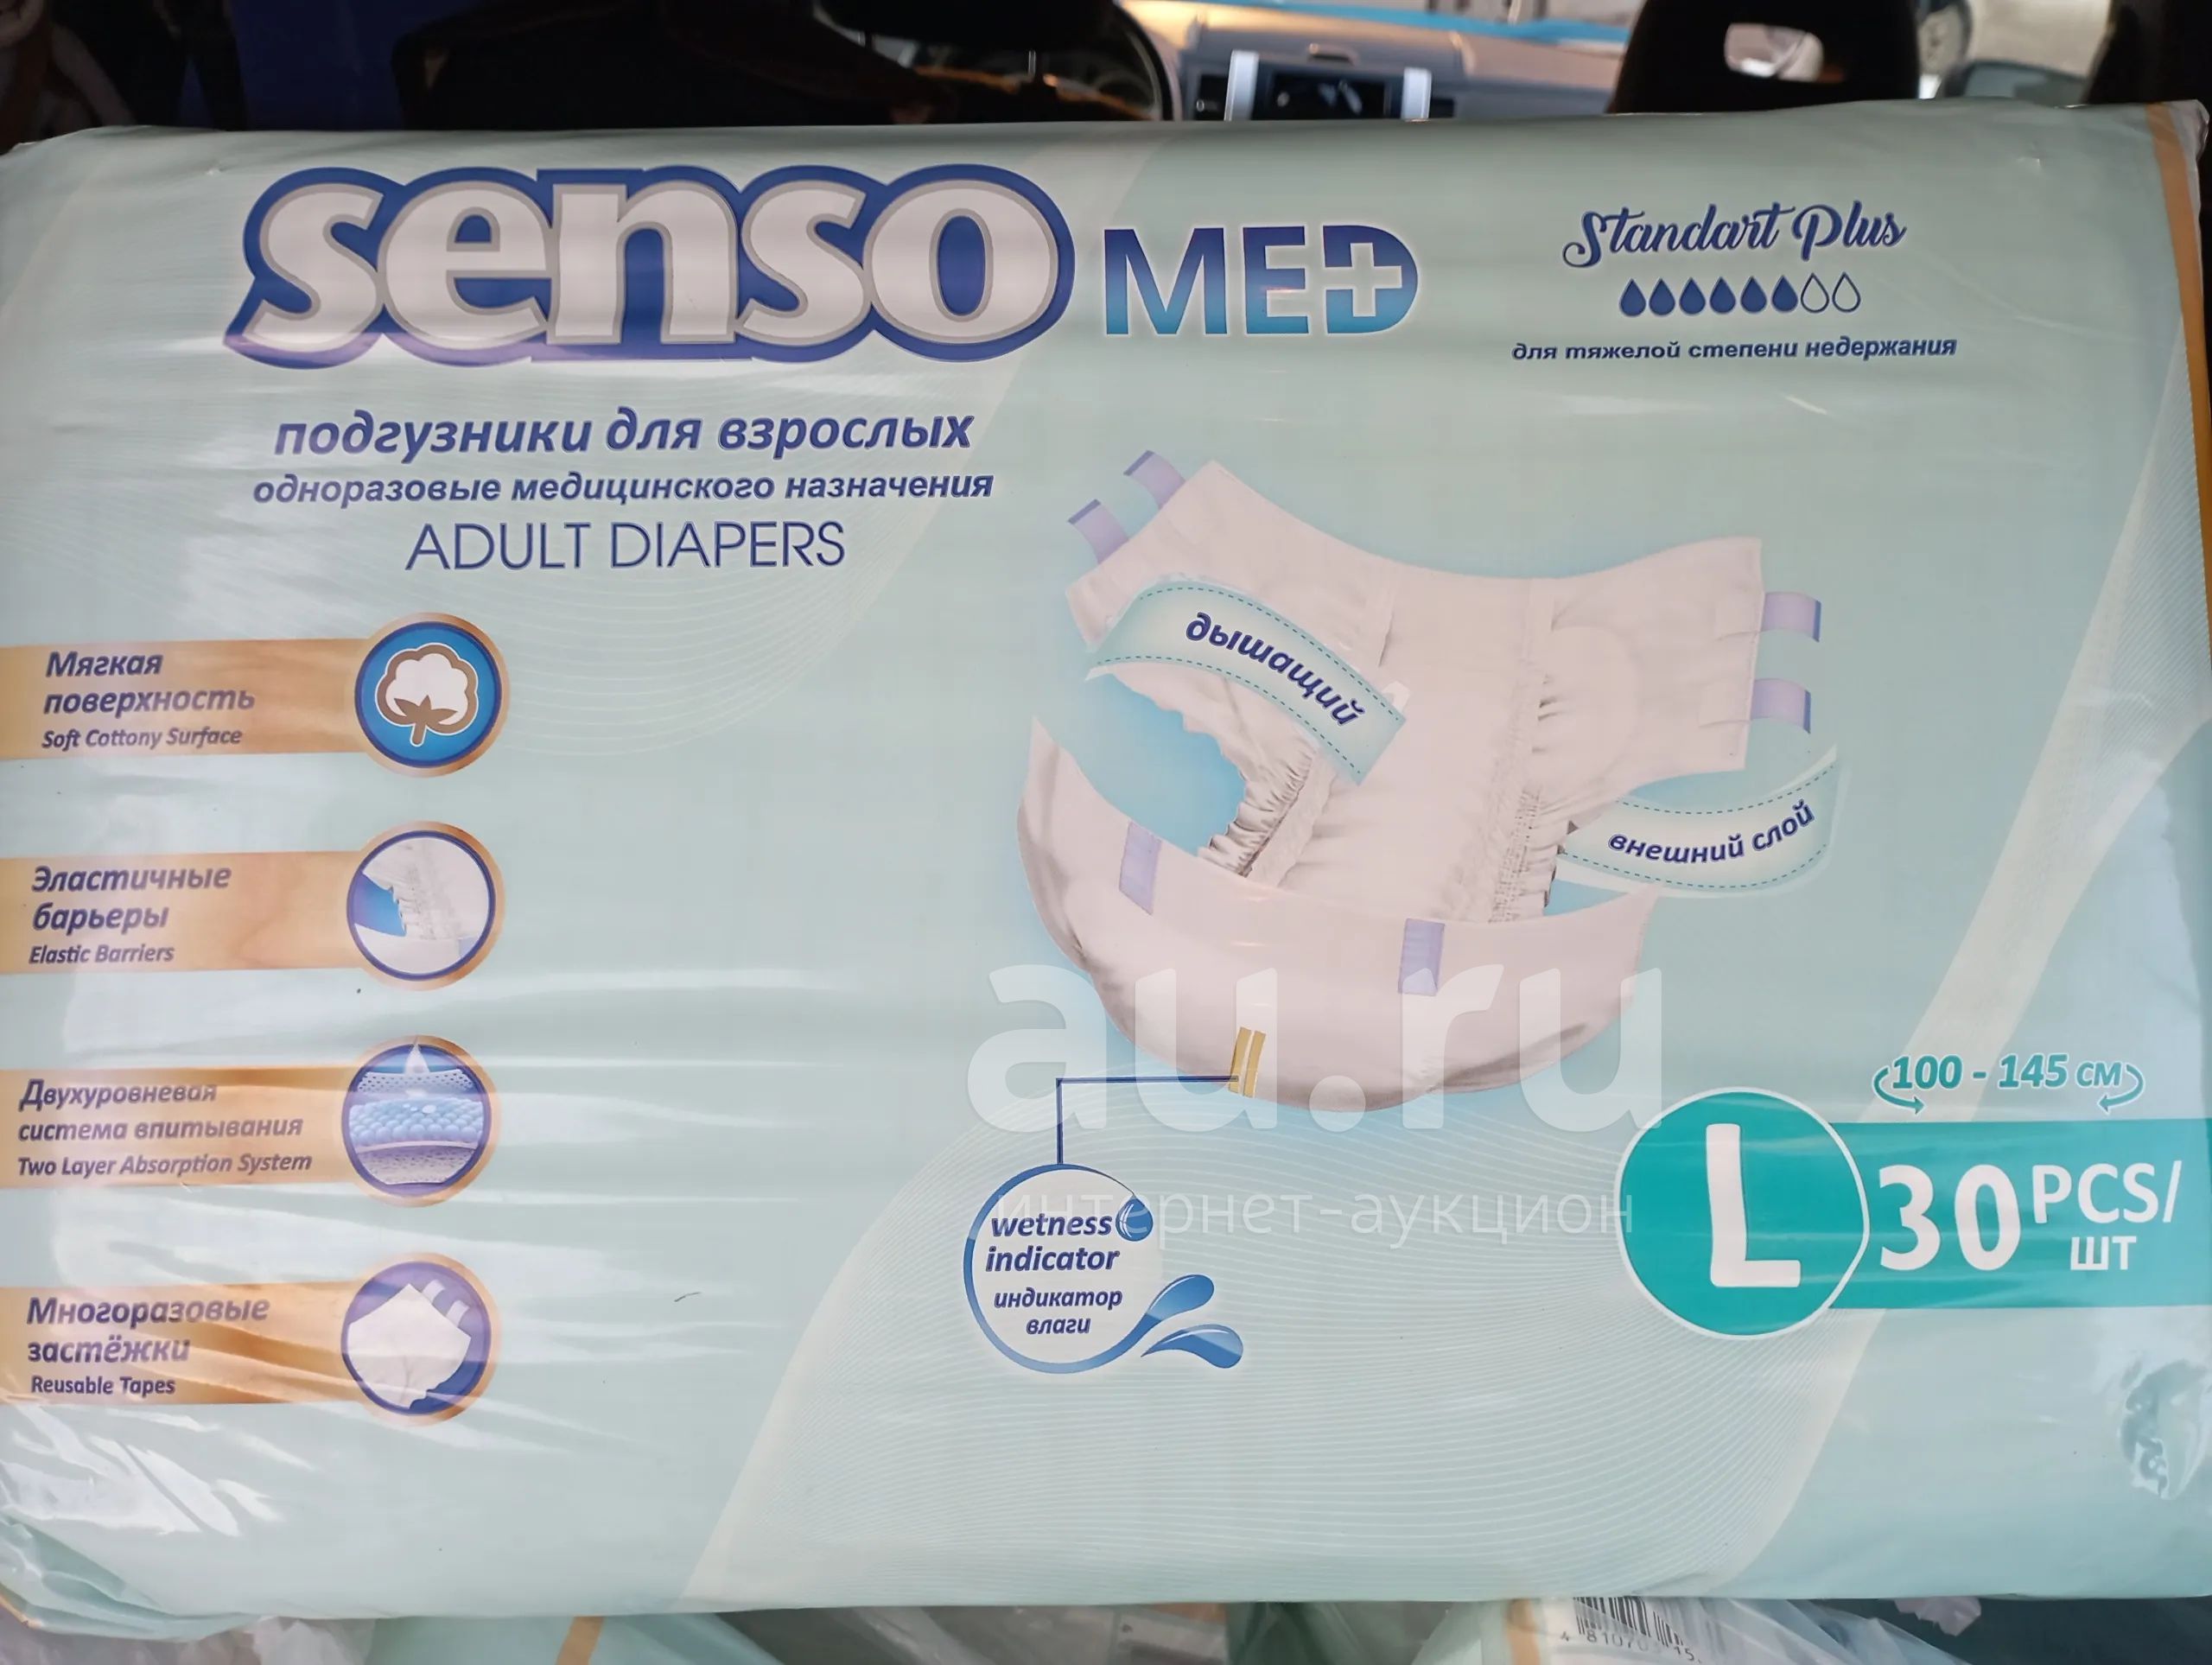 senso MED
Standart Plus
для тяжелой степени недержания
подгузники для взрослых
одноразовые медицинского назначения
ADULT DIAPERS
Мягкая
поверхность
Soft Cottony Surface
дышащий
внешний слой
Эластичные
барьеры
Elastic Barriers
Двухуровневая
система впитывания
Two Layer Absorption System
Многоразовые
застёжки
Reusable Tapes
wetness
indicator
индикатор
влаги
100 - 145 см
L 30 PCS/
шт
au.ru
интернет-аукцион